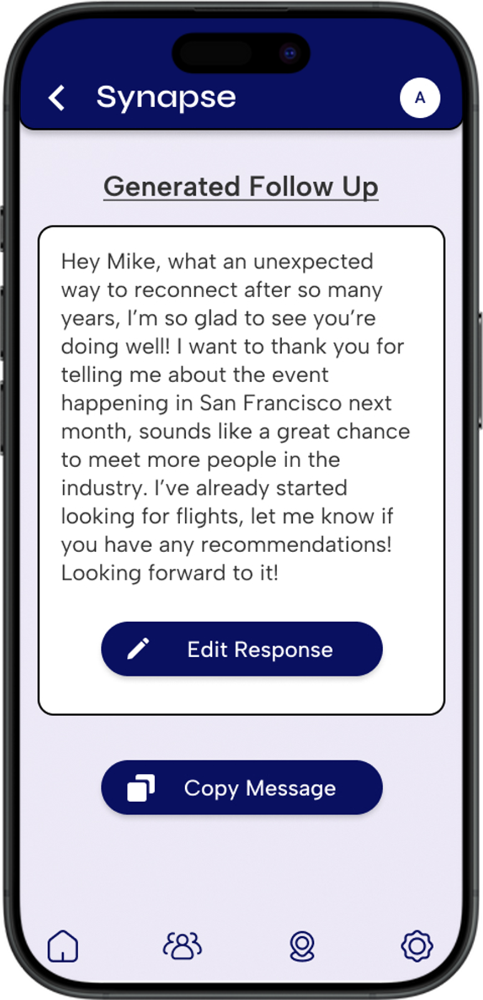 Synapse
A
Generated Follow Up
Hey Mike, what an unexpected
way to reconnect after so many
years, I’m so glad to see you’re
doing well! I want to thank you for
telling me about the event
happening in San Francisco next
month, sounds like a great chance
to meet more people in the
industry. I’ve already started
looking for flights, let me know if
you have any recommendations!
Looking forward to it!
Edit Response
Copy Message